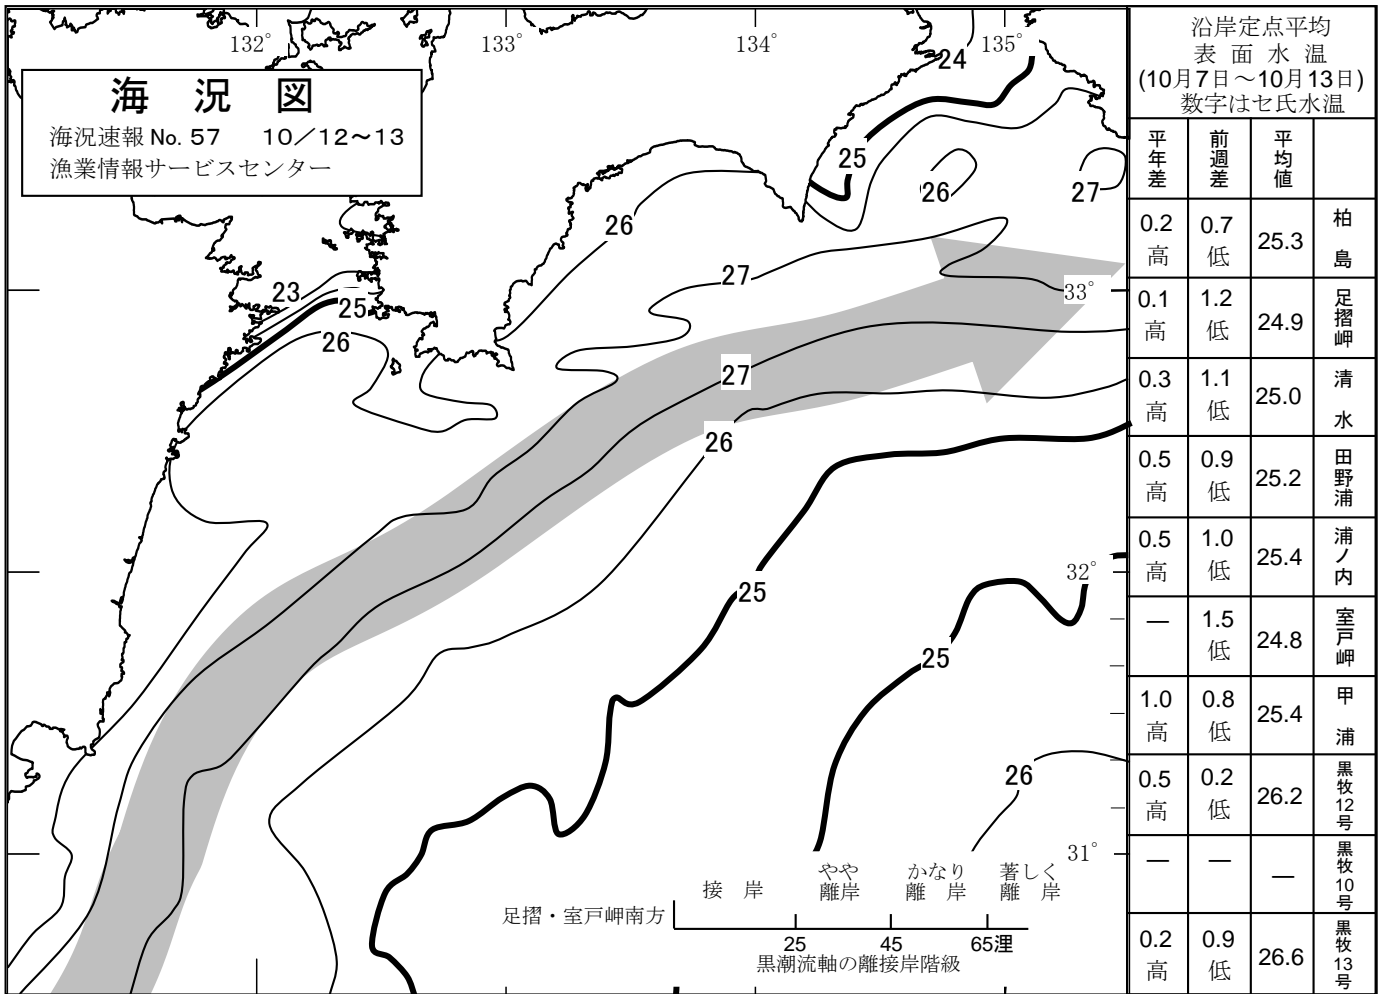 132°
133°
134°
135°
海況図
海況速報 No. 57 10／12～13
漁業情報サービスセンター
24
25
26
27
26
27
23
25
26
33°
27
26
32°
25
25
26
31°
接岸
やや
離岸
かなり
離岸
著しく
離岸
足摺・室戸岬南方
25 45 65浬
黒潮流軸の離接岸階級
沿岸定点平均
表面水温
(10月7日～10月13日)
数字はセ氏水温
平年差 前週差 平均値
0.2高 0.7低 25.3 柏島
0.1高 1.2低 24.9 足摺岬
0.3高 1.1低 25.0 清水
0.5高 0.9低 25.2 田野浦
0.5高 1.0低 25.4 浦ノ内
— 1.5低 24.8 室戸岬
1.0高 0.8低 25.4 甲浦
0.5高 0.2低 26.2 黒牧12号
— — — 黒牧10号
0.2高 0.9低 26.6 黒牧13号